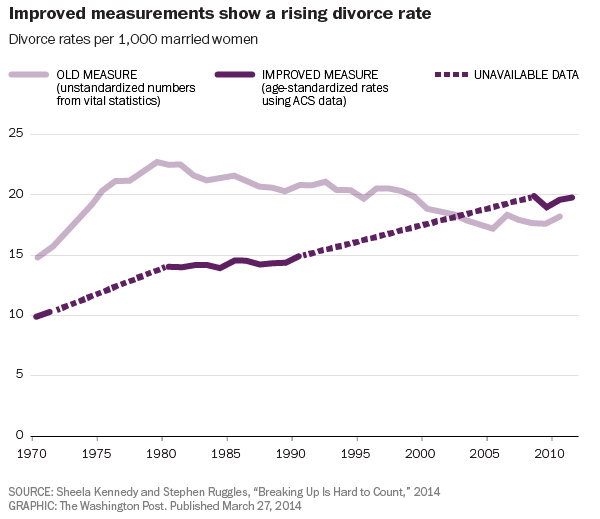 Improved measurements show a rising divorce rate
Divorce rates per 1,000 married women
OLD MEASURE
(unstandardized numbers
from vital statistics)
IMPROVED MEASURE
(age-standardized rates
using ACS data)
UNAVAILABLE DATA
25
20
15
10
5
0
1970 1975 1980 1985 1990 1995 2000 2005 2010
SOURCE: Sheela Kennedy and Stephen Ruggles, “Breaking Up Is Hard to Count,” 2014
GRAPHIC: The Washington Post. Published March 27, 2014